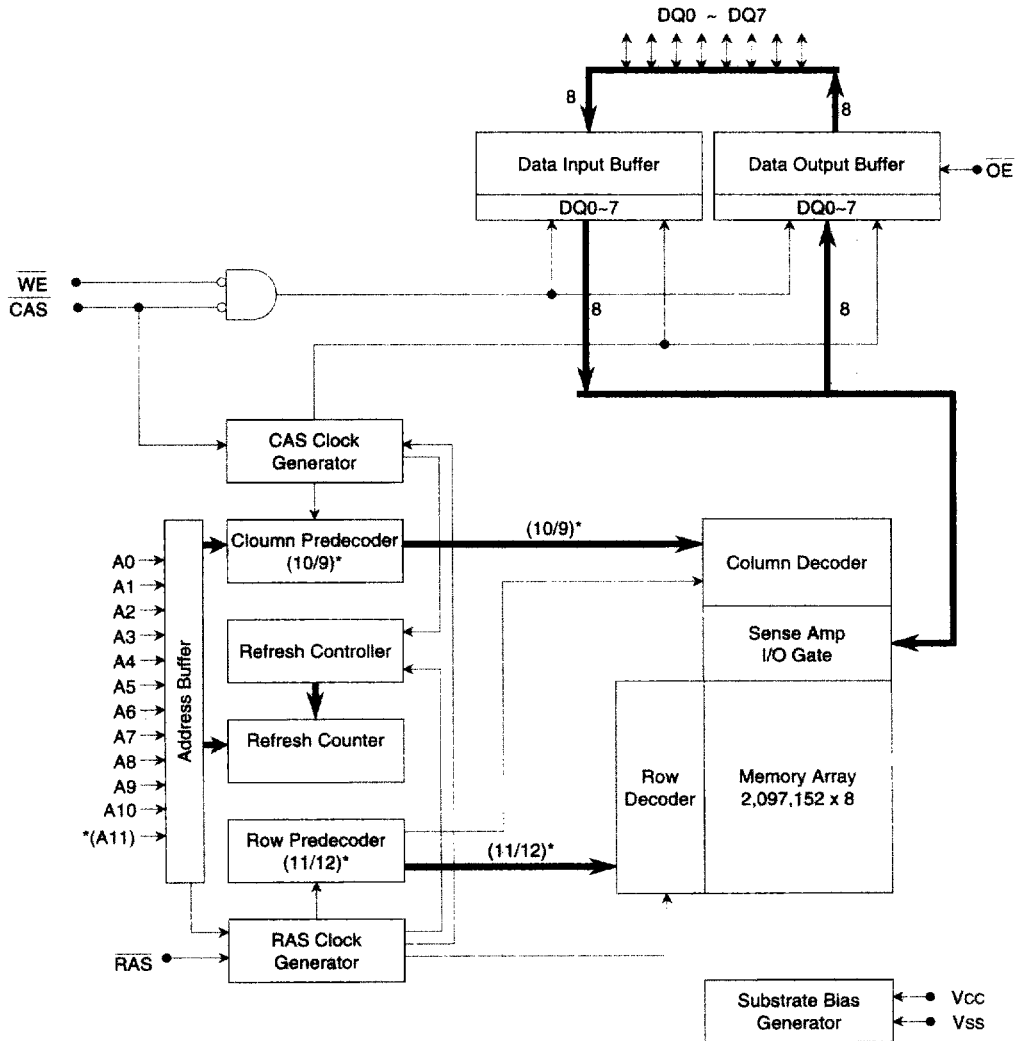 DQ0 ~ DQ7
8
8
Data Input Buffer
DQ0~7
Data Output Buffer
DQ0~7
OE
WE
CAS
8
8
CAS Clock
Generator
Cloumn Predecoder
(10/9)*
(10/9)*
Column Decoder
Refresh Controller
Sense Amp
I/O Gate
Refresh Counter
Address Buffer
A0
A1
A2
A3
A4
A5
A6
A7
A8
A9
A10
*(A11)
Row
Decoder
Memory Array
2,097,152 x 8
Row Predecoder
(11/12)*
(11/12)*
RAS Clock
Generator
RAS
Substrate Bias
Generator
Vcc
Vss